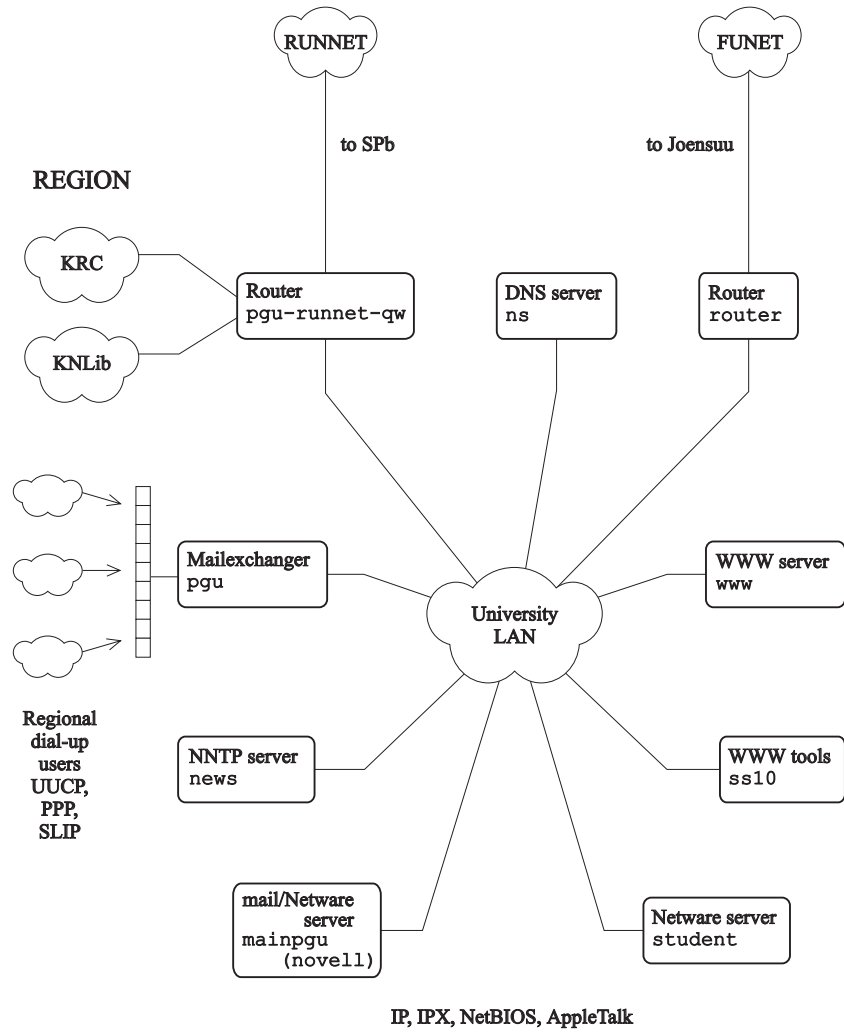 RUNNET
FUNET
to SPb
to Joensuu
REGION
KRC
KNLib
Router
pgu-runnet-qw
DNS server
ns
Router
router
Mailexchanger
pgu
University
LAN
WWW server
www
Regional
dial-up
users
UUCP,
PPP,
SLIP
NNTP server
news
WWW tools
ss10
mail/Netware
server
mainpgu
(novell)
Netware server
student
IP, IPX, NetBIOS, AppleTalk